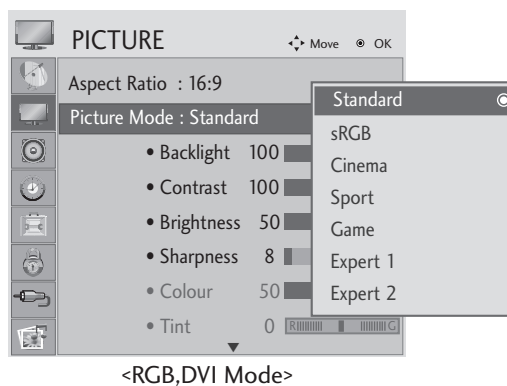 PICTURE
Move OK
Aspect Ratio : 16:9
Picture Mode : Standard
• Backlight 100
• Contrast 100
• Brightness 50
• Sharpness 8
• Colour 50
• Tint 0 R G
Standard
sRGB
Cinema
Sport
Game
Expert 1
Expert 2
<RGB,DVI Mode>